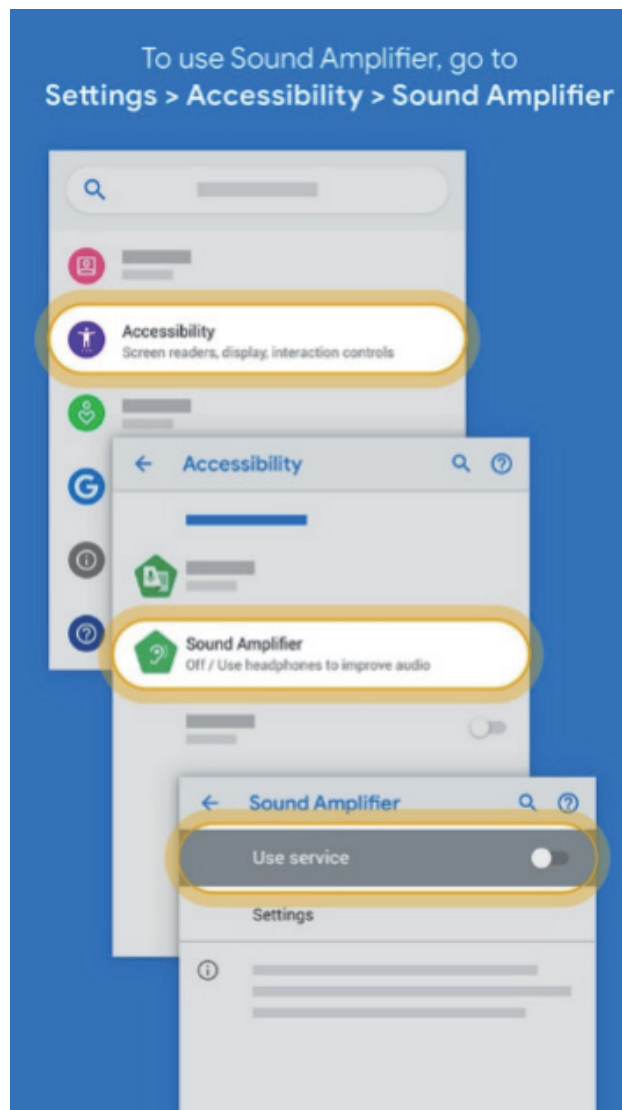 To use Sound Amplifier, go to
Settings > Accessibility > Sound Amplifier
Accessibility
Screen readers, display, interaction controls
Accessibility
Sound Amplifier
Off / Use headphones to improve audio
Sound Amplifier
Use service
Settings